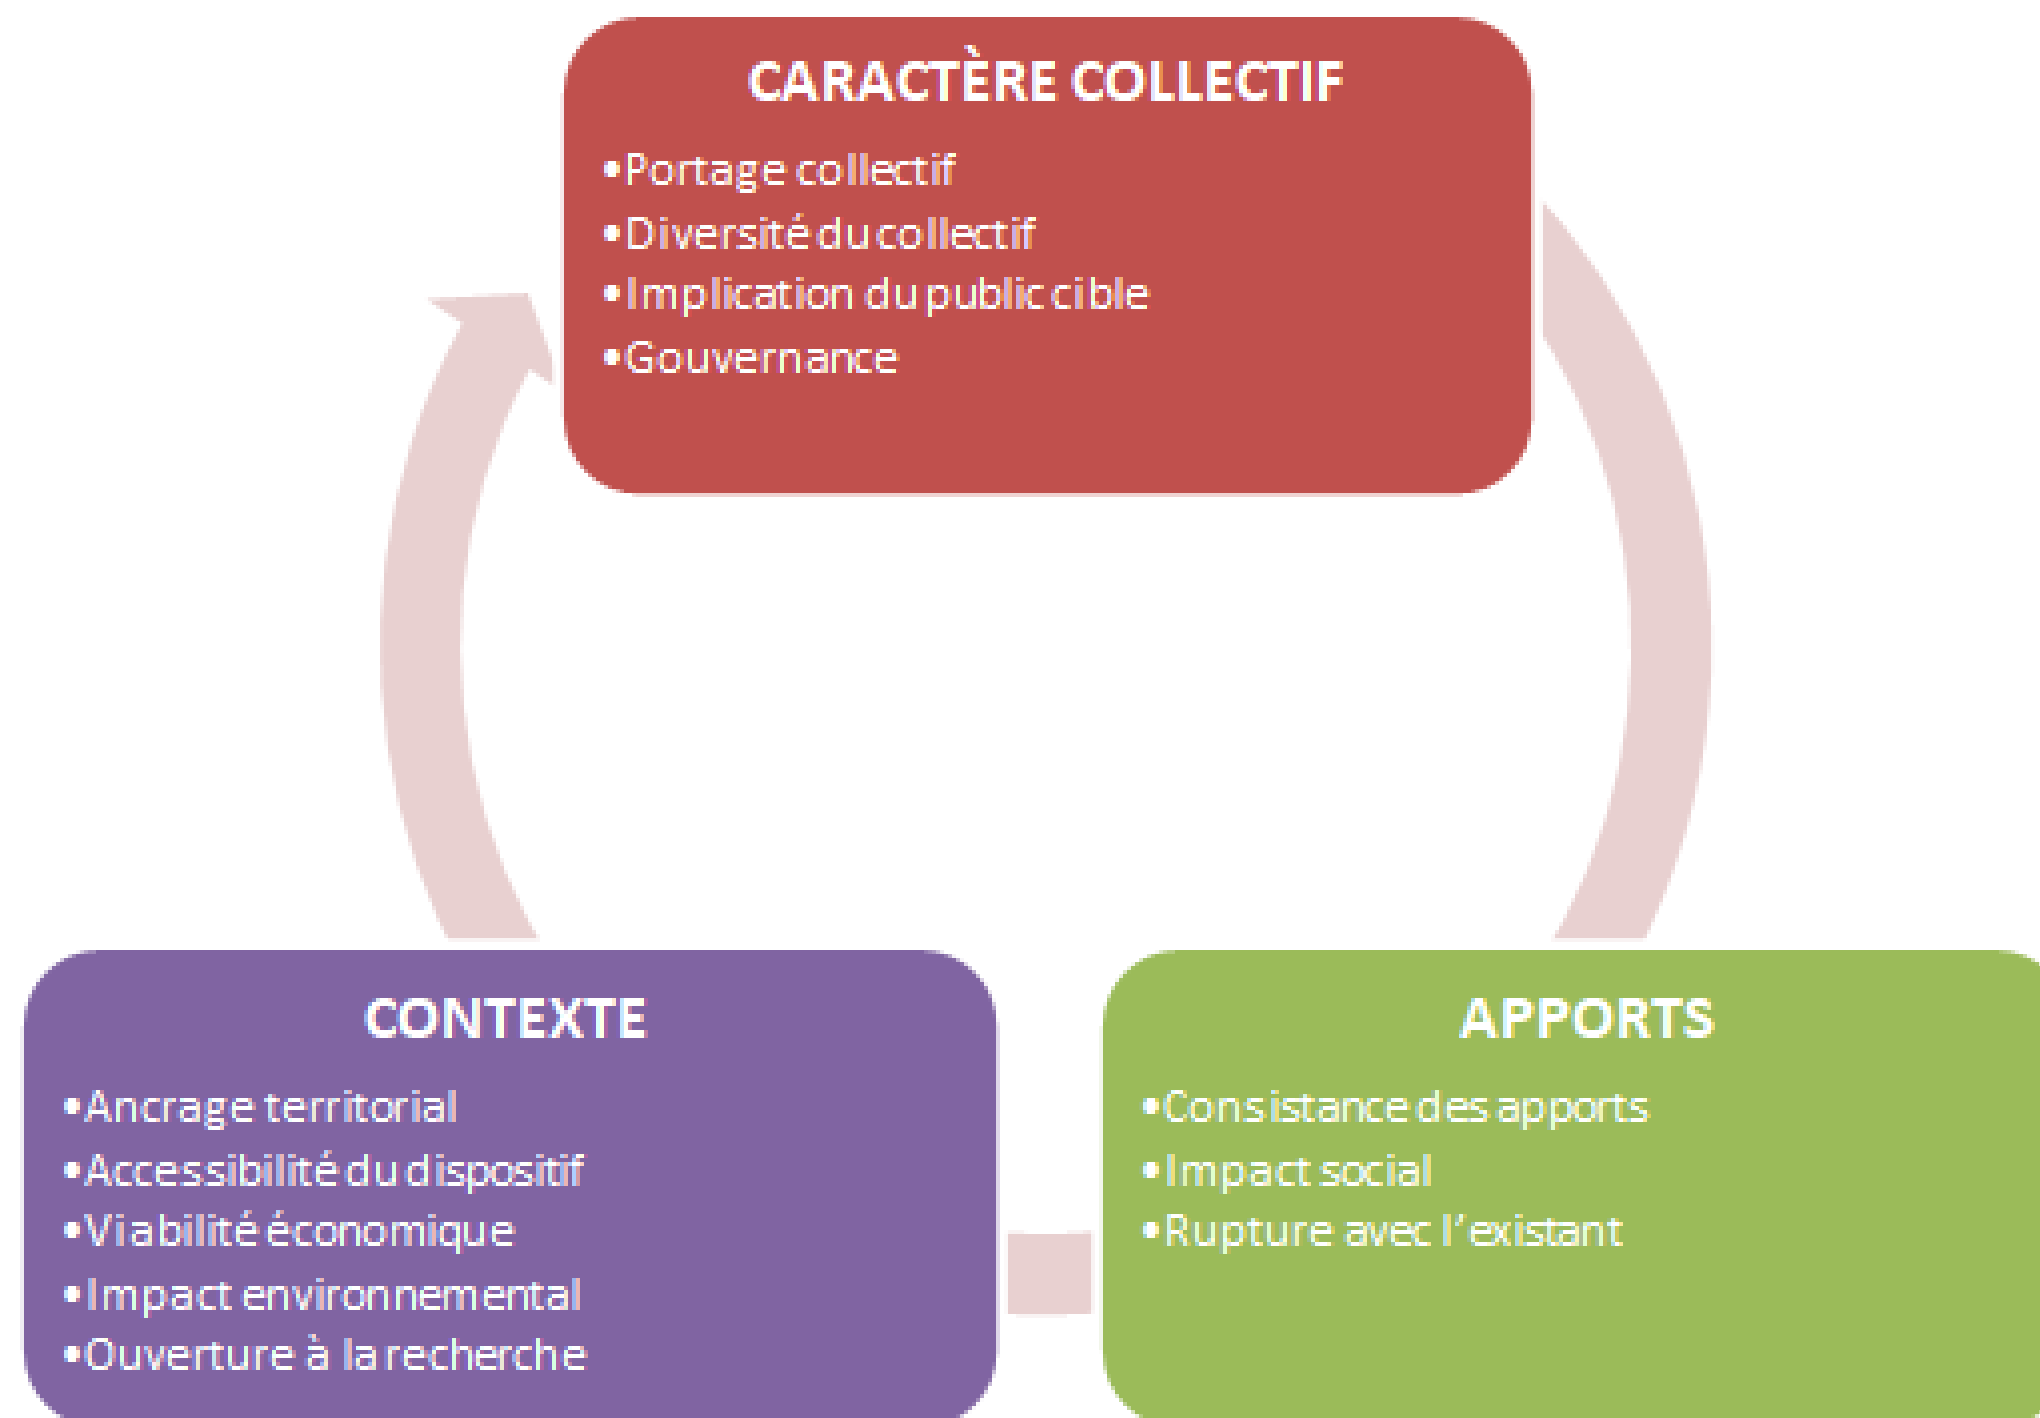 CARACTÈRE COLLECTIF
•Portage collectif
•Diversité du collectif
•Implication du public cible
•Gouvernance
CONTEXTE
•Ancrage territorial
•Accessibilité du dispositif
•Viabilité économique
•Impact environnemental
•Ouverture à la recherche
APPORTS
•Consistance des apports
•Impact social
•Rupture avec l’existant